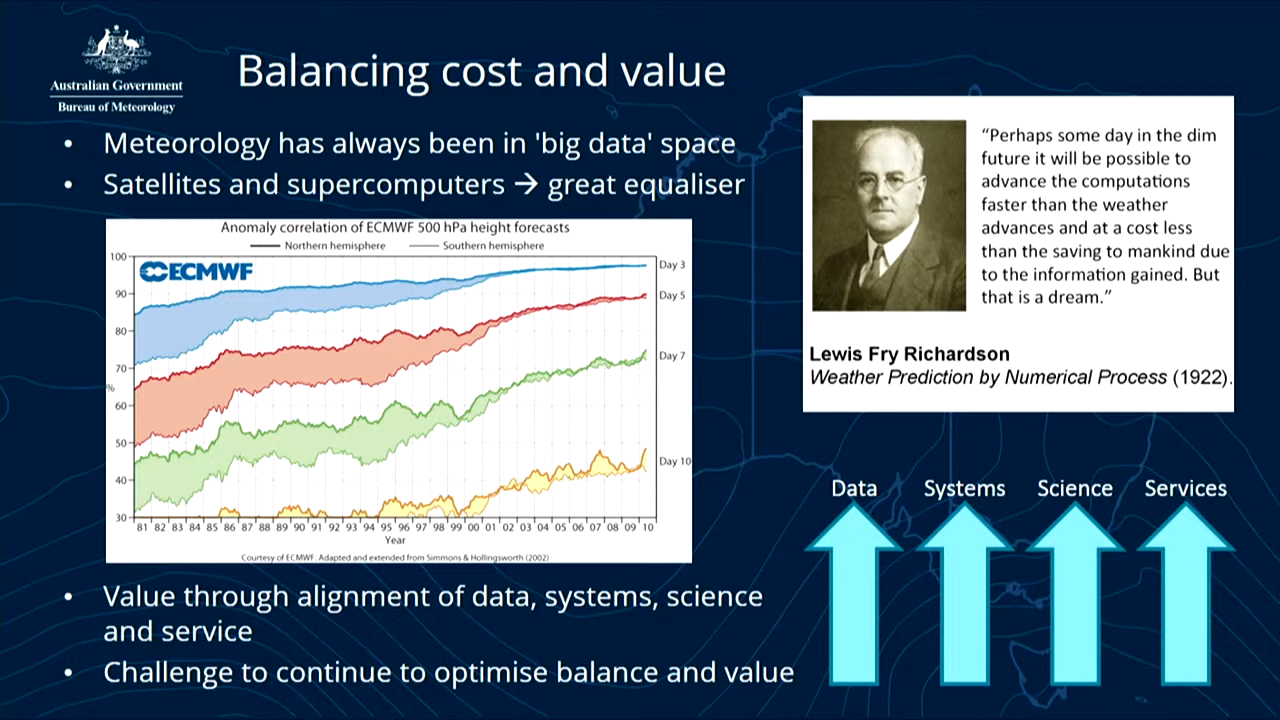 Australian Government
Bureau of Meteorology
Balancing cost and value
• Meteorology has always been in 'big data' space
• Satellites and supercomputers → great equaliser
Anomaly correlation of ECMWF 500 hPa height forecasts
Northern hemisphere Southern hemisphere
ECMWF
100
90
80
70
%
60
50
40
30
Day 3
Day 5
Day 7
Day 10
81 82 83 84 85 86 87 88 89 90 91 92 93 94 95 96 97 98 99 00 01 02 03 04 05 06 07 08 09 10
Year
Courtesy of ECMWF. Adapted and extended from Simmons & Hollingsworth (2002)
• Value through alignment of data, systems, science
and service
• Challenge to continue to optimise balance and value
“Perhaps some day in the dim
future it will be possible to
advance the computations
faster than the weather
advances and at a cost less
than the saving to mankind due
to the information gained. But
that is a dream.”
Lewis Fry Richardson
Weather Prediction by Numerical Process (1922).
Data Systems Science Services